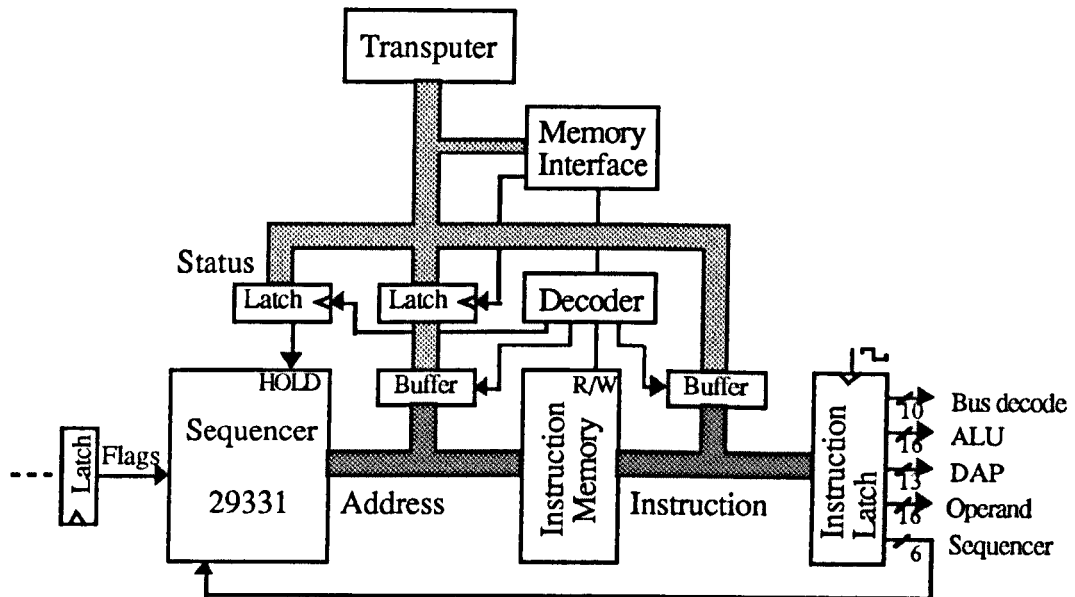 Transputer
Memory
Interface
Status
Latch
Latch
Decoder
HOLD
Buffer
R/W
Buffer
Sequencer
29331
Latch
Flags
Address
Instruction
Memory
Instruction
Instruction
Latch
10
Bus decode
16
ALU
13
DAP
16
Operand
6
Sequencer